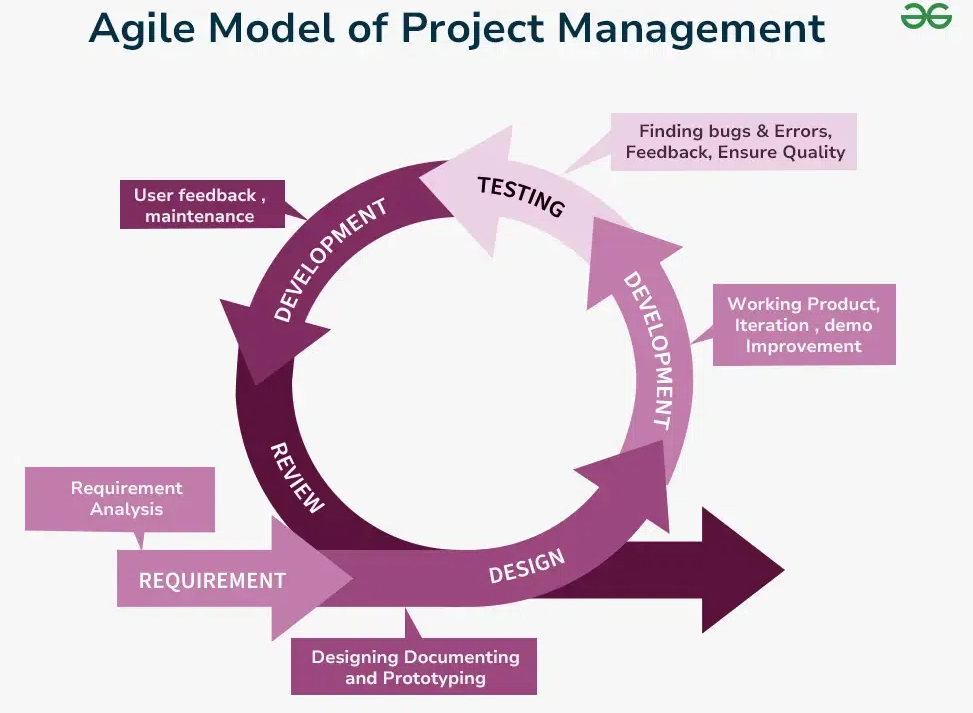 Agile Model of Project Management
Finding bugs & Errors,
Feedback, Ensure Quality
User feedback ,
maintenance
TESTING
DEVELOPMENT
DEVELOPMENT
Working Product,
Iteration , demo
Improvement
REVIEW
Requirement
Analysis
REQUIREMENT
DESIGN
Designing Documenting
and Prototyping